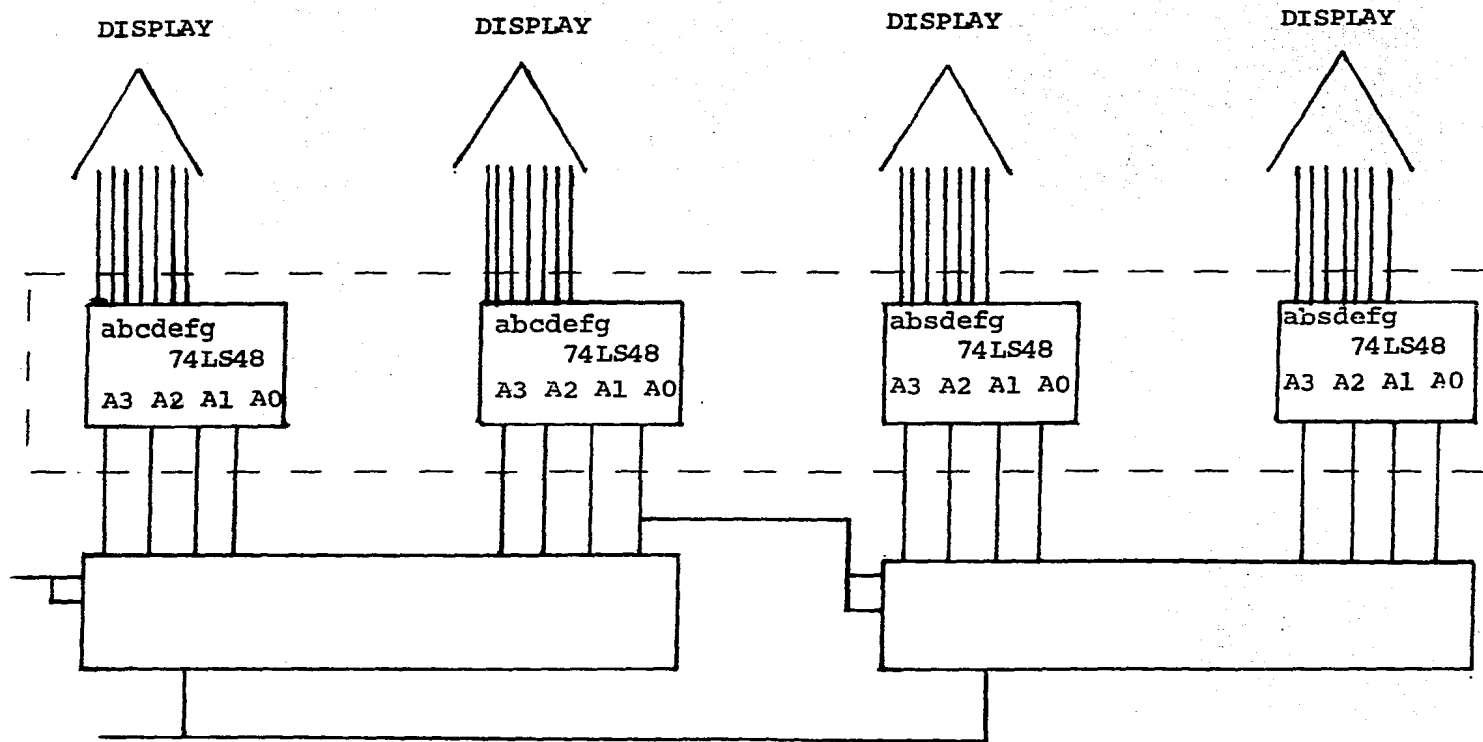 DISPLAY DISPLAY DISPLAY DISPLAY
abcdefg abcdefg absdefg absdefg
74LS48 74LS48 74LS48 74LS48
A3 A2 A1 A0 A3 A2 A1 A0 A3 A2 A1 A0 A3 A2 A1 A0